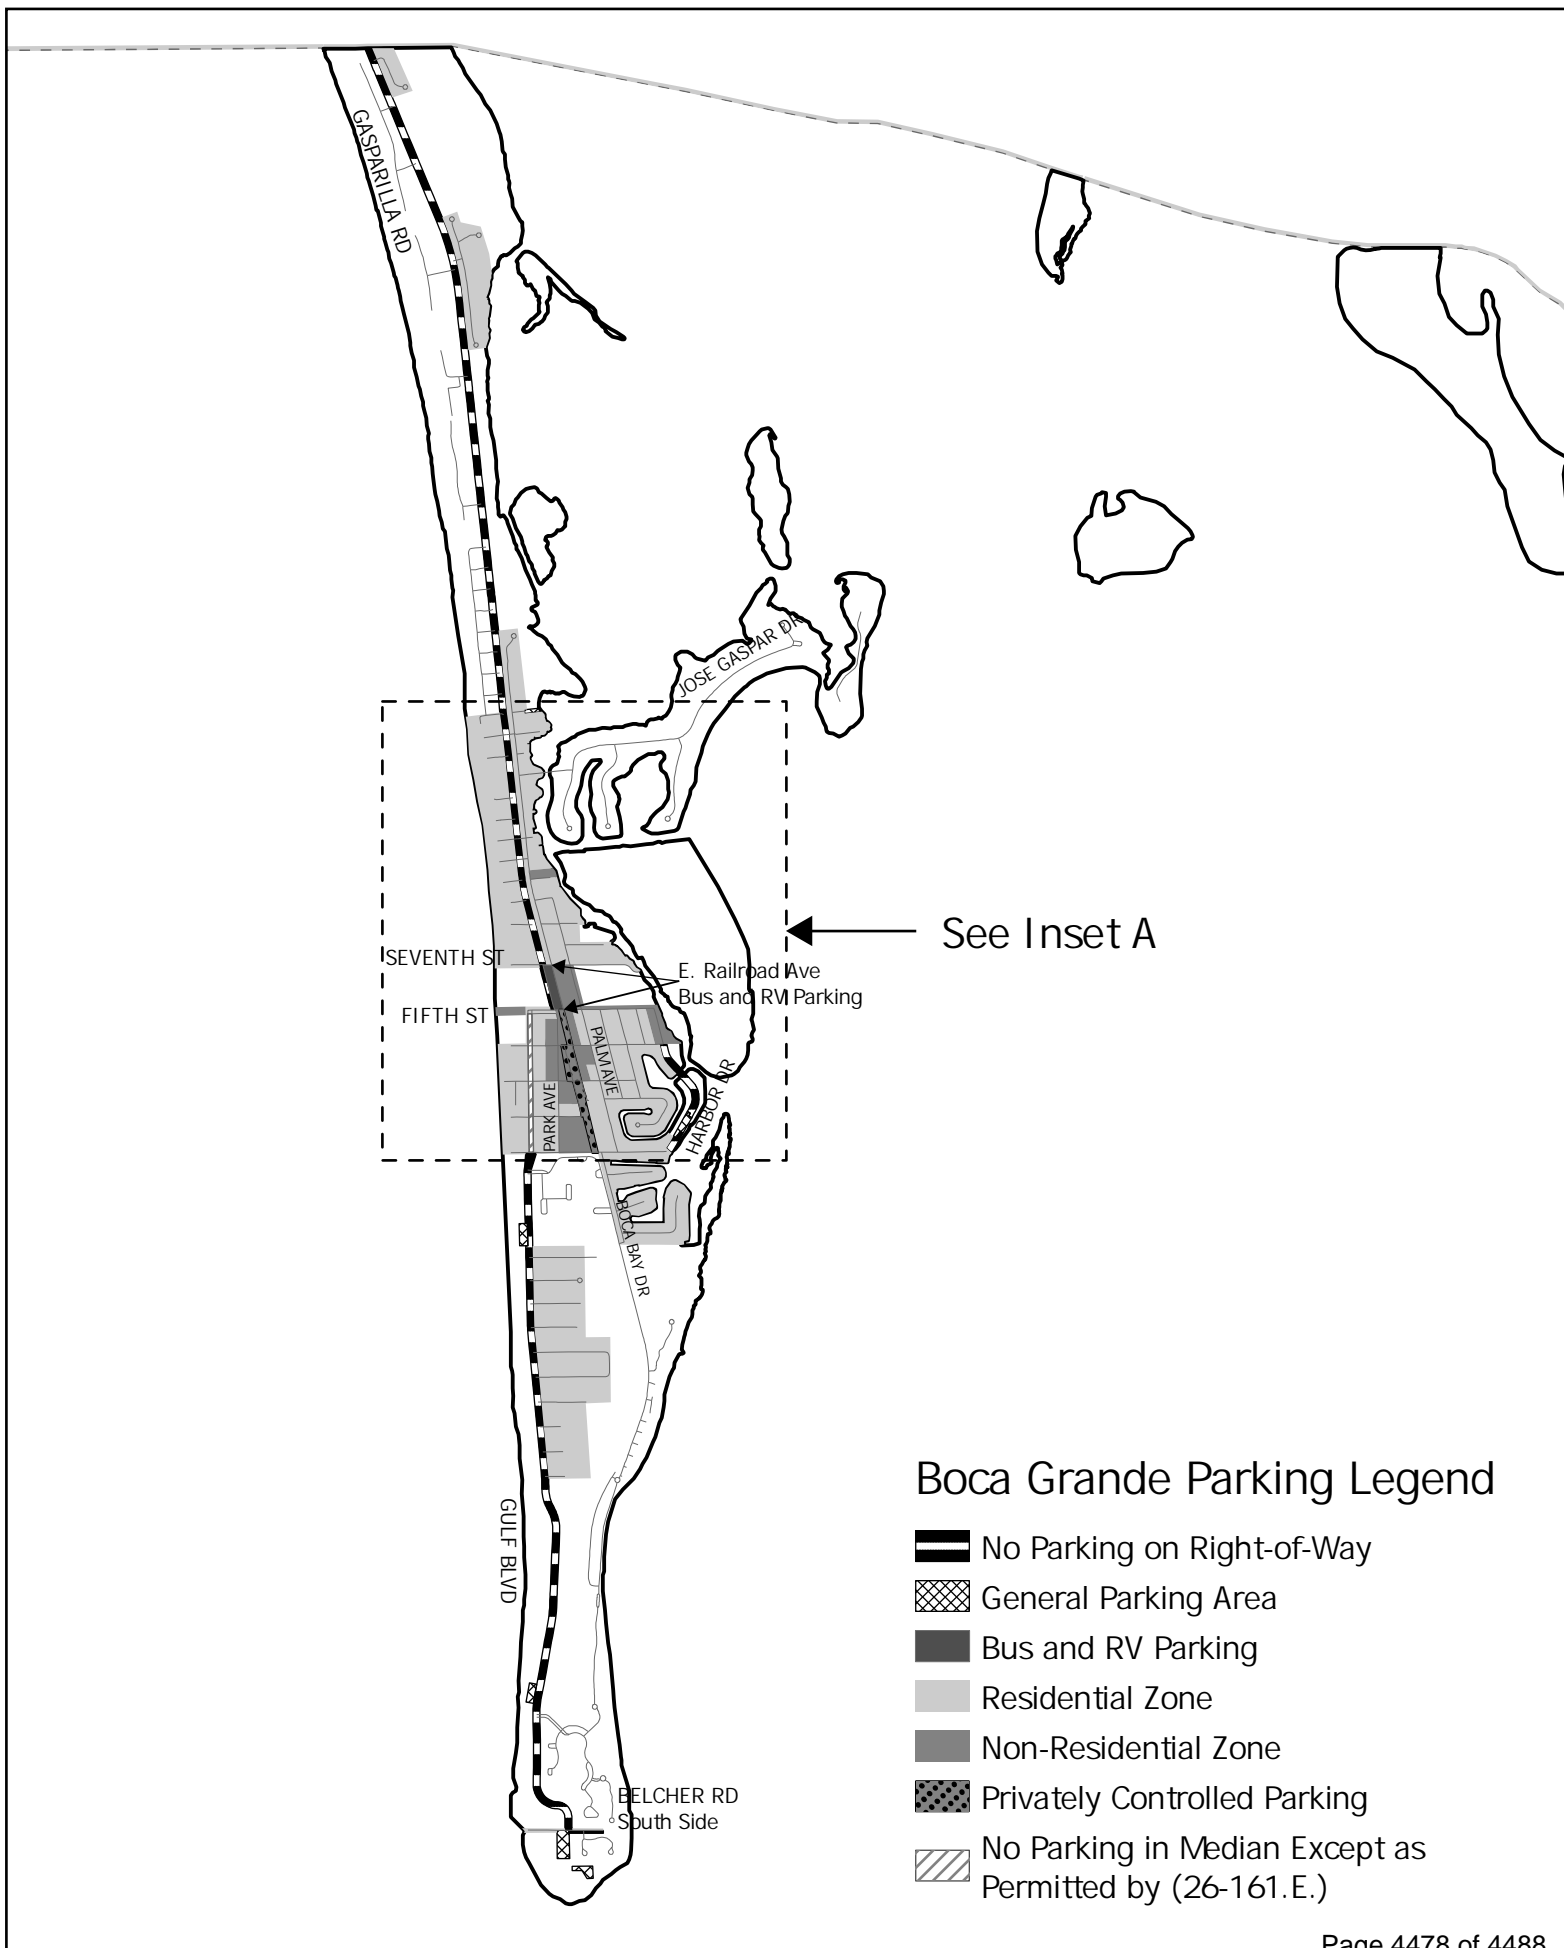 GASPARILLA RD
JOSE GASPAR DR
See Inset A
SEVENTH ST
E. Railroad Ave
Bus and RV Parking
FIFTH ST
PALM AVE
PARK AVE
HARBOR DR
BOCA BAY DR
GULF BLVD
BELCHER RD
South Side
Boca Grande Parking Legend
No Parking on Right-of-Way
General Parking Area
Bus and RV Parking
Residential Zone
Non-Residential Zone
Privately Controlled Parking
No Parking in Median Except as
Permitted by (26-161.E.)
Page 4478 of 4488